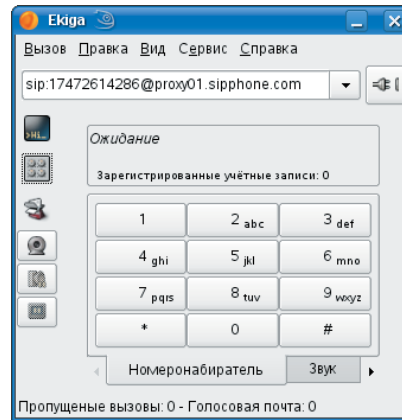 Ekiga
Вызов Правка Вид Сервис Справка
sip:17472614286@proxy01.sipphone.com
Ожидание
Зарегистрированные учётные записи: 0
1 2 abc 3 def
4 ghi 5 jkl 6 mno
7 pqrs 8 tuv 9 wxyz
* 0 #
Номеронабиратель Звук
Пропущеные вызовы: 0 - Голосовая почта: 0